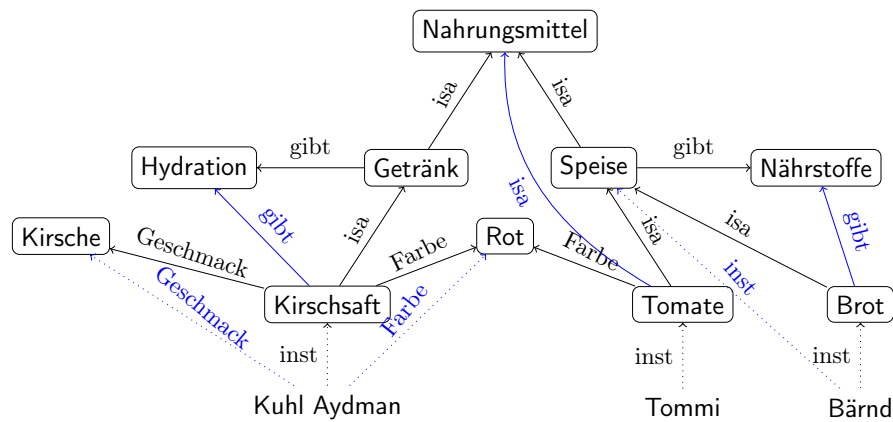 Nahrungsmittel
isa
isa
Hydration
gibt
Getränk
Speise
gibt
Nährstoffe
isa
Kirsche
Geschmack
gibt
isa
Farbe
Rot
Farbe
isa
isa
gibt
Geschmack
Kirschsaft
Farbe
Tomate
inst
Brot
inst
inst
inst
Kuhl Aydman
Tommi
Bärnd